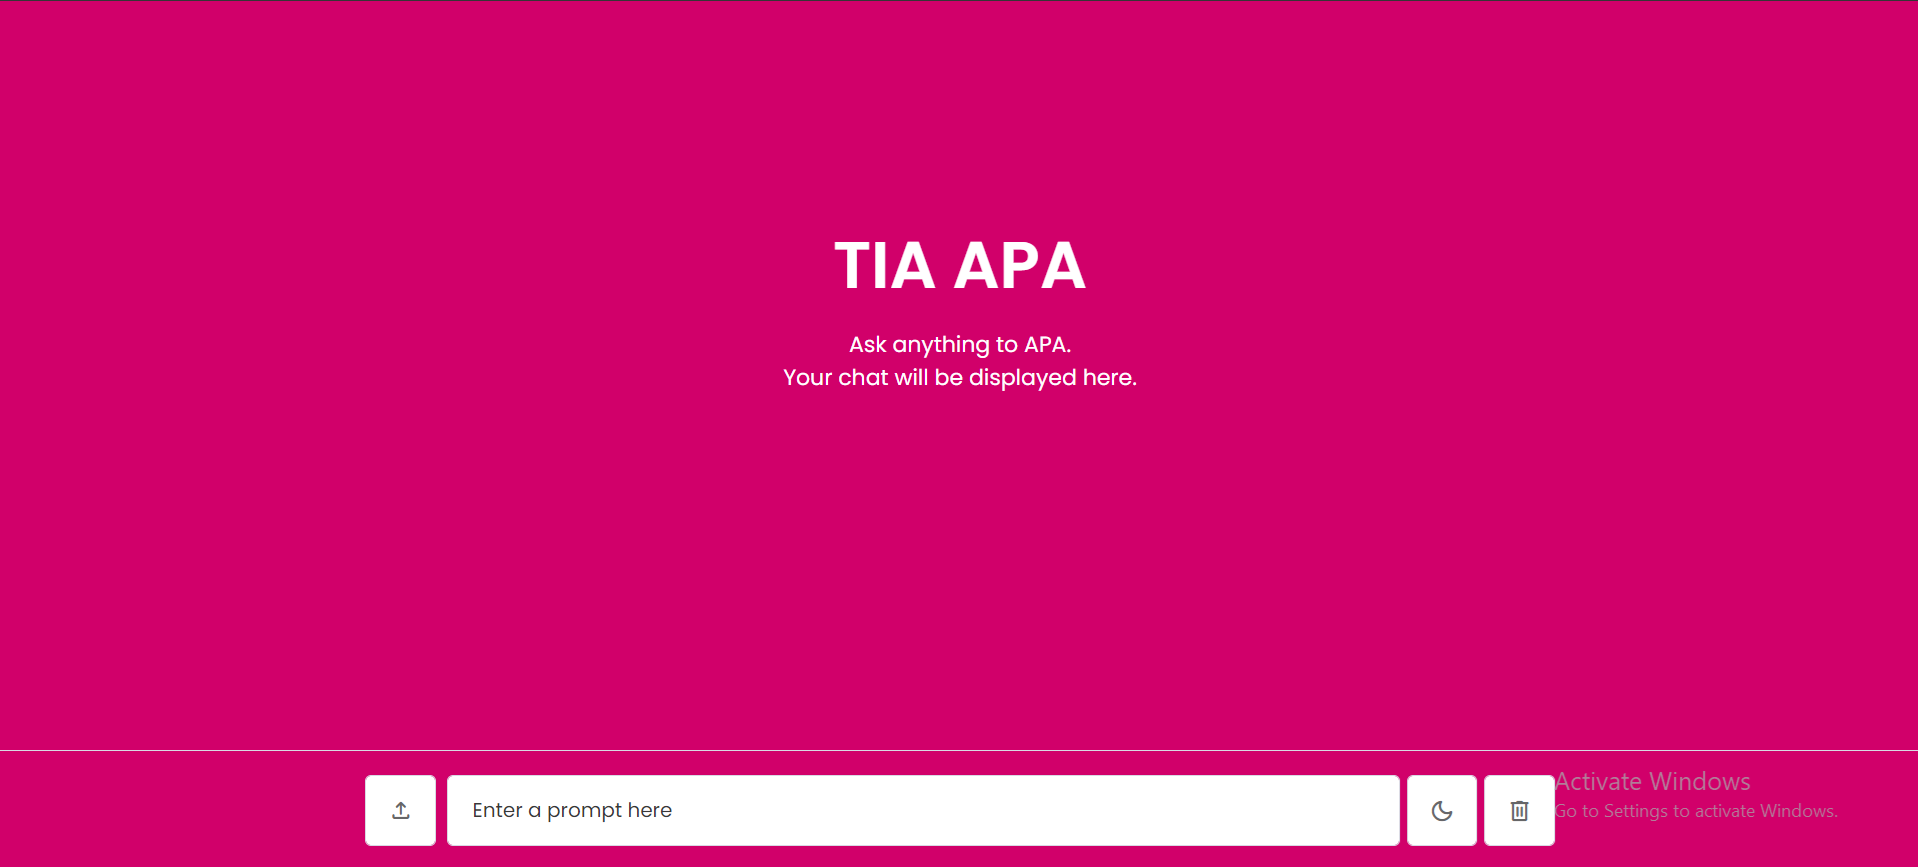 TIA APA
Ask anything to APA.
Your chat will be displayed here.
Enter a prompt here
Activate Windows
Go to Settings to activate Windows.